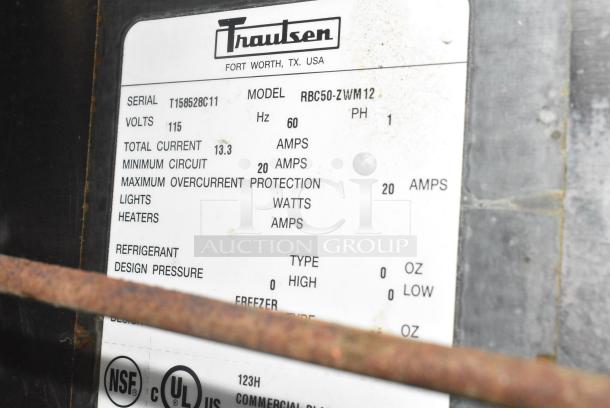 Traulsen
FORT WORTH, TX. USA
SERIAL T158528C11 MODEL RBC50-ZWM12
VOLTS 115 Hz 60 PH 1
TOTAL CURRENT 13.3 AMPS
MINIMUM CIRCUIT 20 AMPS
MAXIMUM OVERCURRENT PROTECTION 20 AMPS
LIGHTS WATTS
HEATERS AMPS
PCI
AUCTION GROUP
REFRIGERANT TYPE 0 OZ
DESIGN PRESSURE 0 HIGH 0 LOW
FREEZER
OZ
NSF C UL US 123H
COMMERCIAL